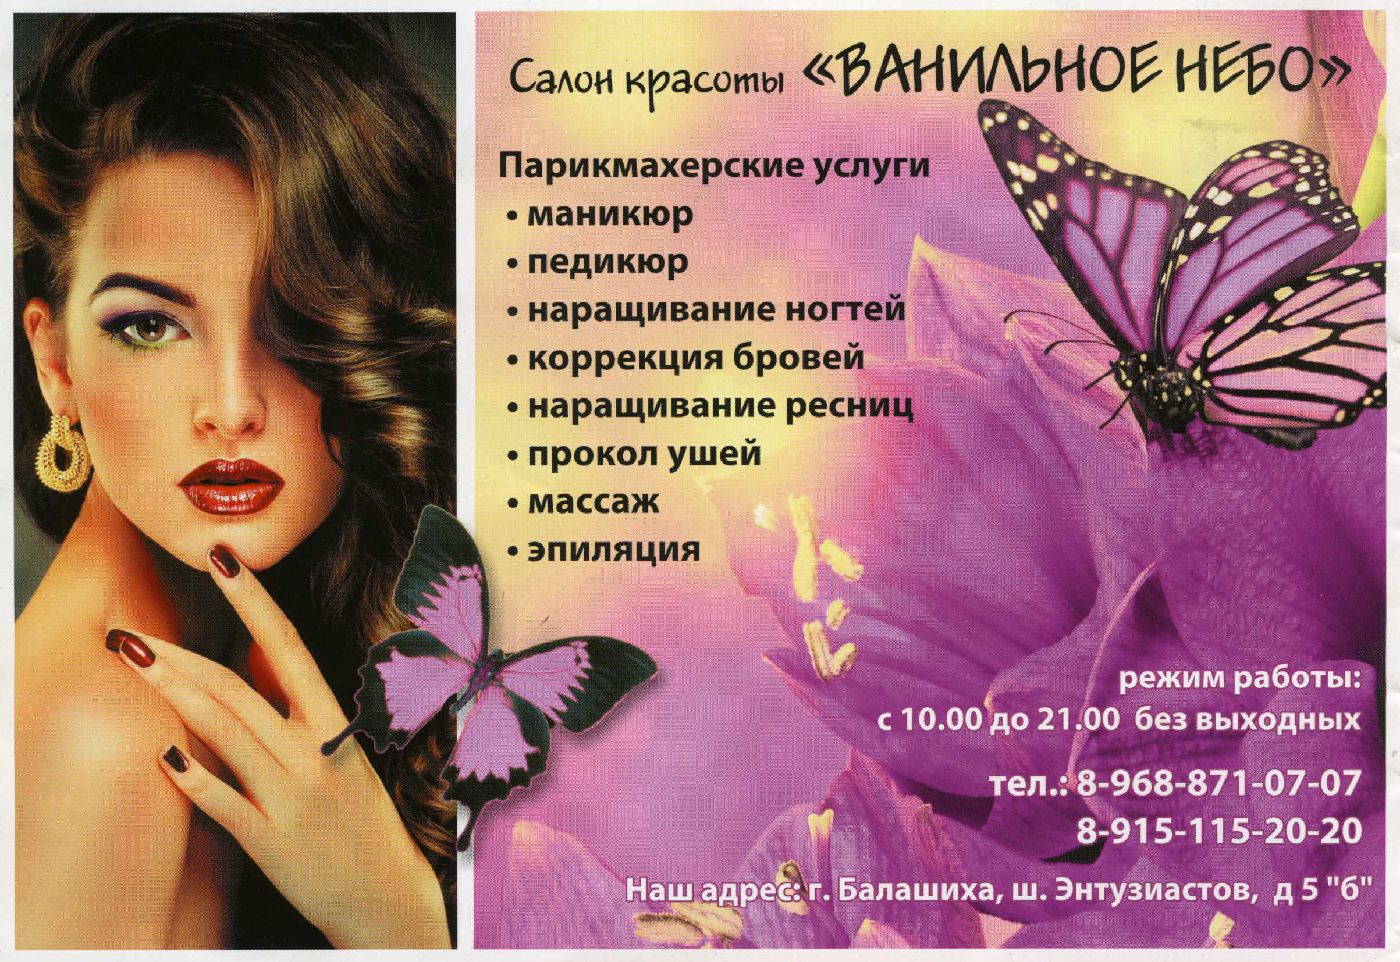 Салон красоты «ВАНИЛЬНОЕ НЕБО»
Парикмахерские услуги
• маникюр
• педикюр
• наращивание ногтей
• коррекция бровей
• наращивание ресниц
• прокол ушей
• массаж
• эпиляция
режим работы:
с 10.00 до 21.00 без выходных
тел.: 8-968-871-07-07
8-915-115-20-20
Наш адрес: г. Балашиха, ш. Энтузиастов, д 5 "б"